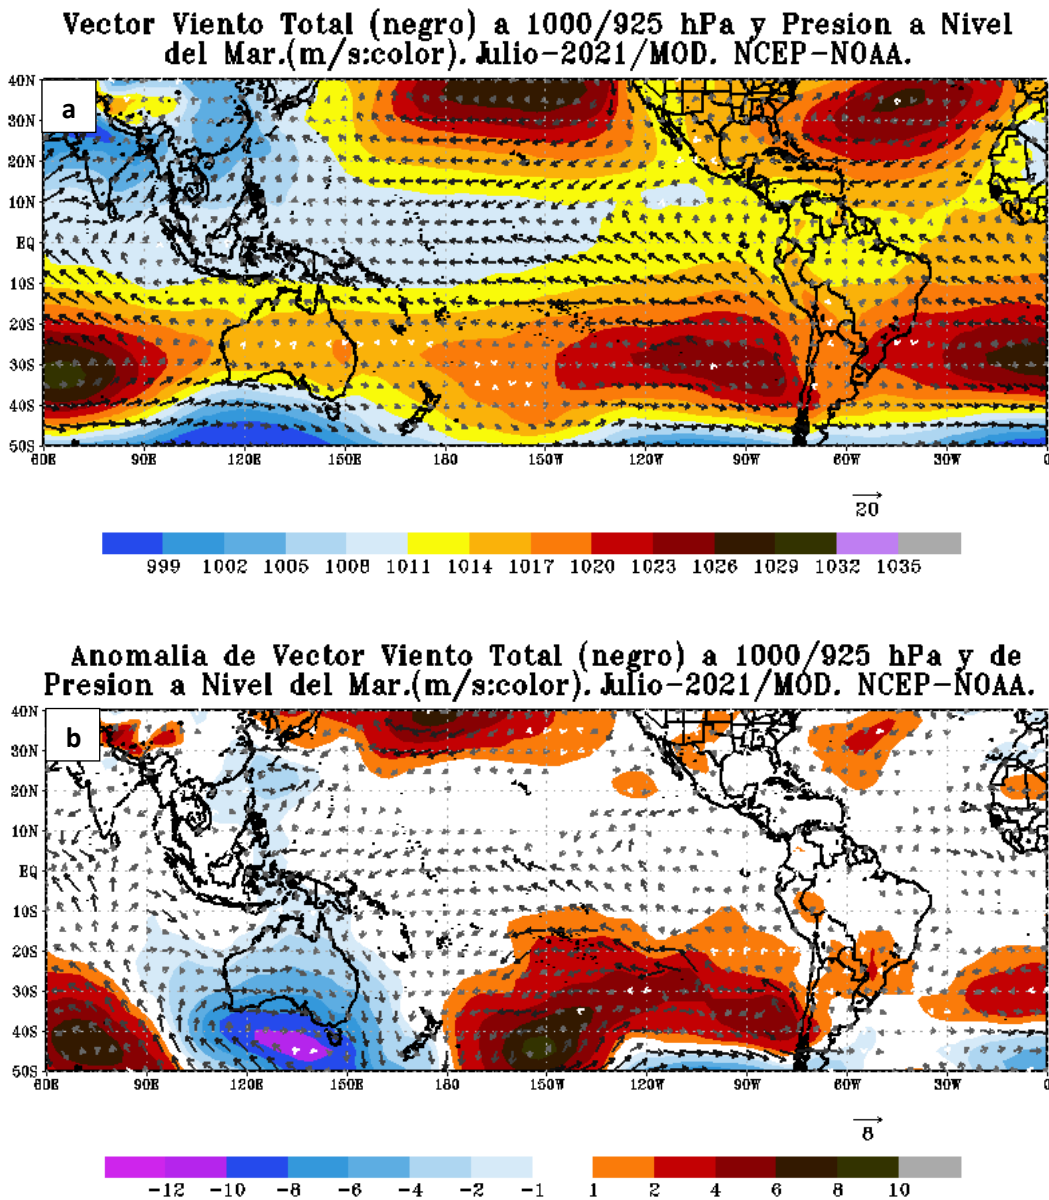 Vector Viento Total (negro) a 1000/925 hPa y Presion a Nivel
del Mar.(m/s:color). Julio-2021/MOD. NCEP-NOAA.
a
40N
30N
20N
10N
EQ
10S
20S
30S
40S
50S
60E 90E 120E 150E 180 150W 120W 90W 60W 30W 0
20
999 1002 1005 1008 1011 1014 1017 1020 1023 1026 1029 1032 1035
Anomalia de Vector Viento Total (negro) a 1000/925 hPa y de
Presion a Nivel del Mar.(m/s:color). Julio-2021/MOD. NCEP-NOAA.
40N
b
30N
20N
10N
EQ
10S
20S
30S
40S
50S
60E 90E 120E 150E 180 150W 120W 90W 60W 30W 0
8
-12 -10 -8 -6 -4 -2 -1 1 2 4 6 8 10